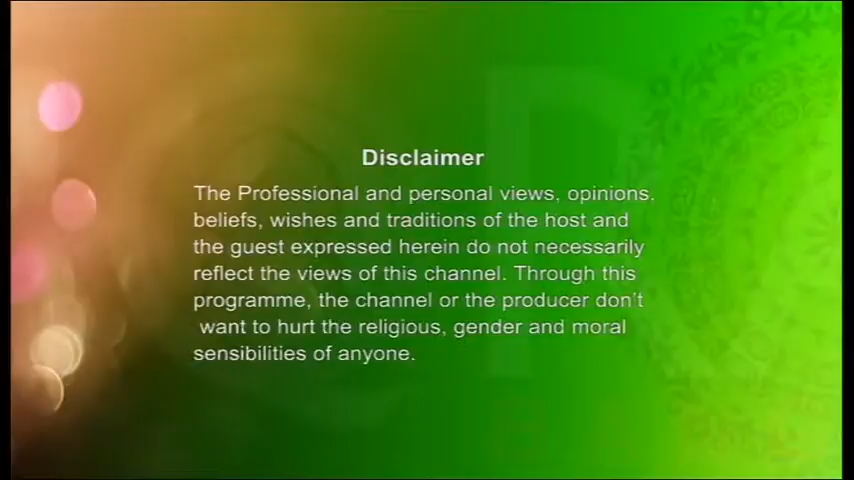 Disclaimer
The Professional and personal views, opinions.
beliefs, wishes and traditions of the host and
the guest expressed herein do not necessarily
reflect the views of this channel. Through this
programme, the channel or the producer don't
want to hurt the religious, gender and moral
sensibilities of anyone.